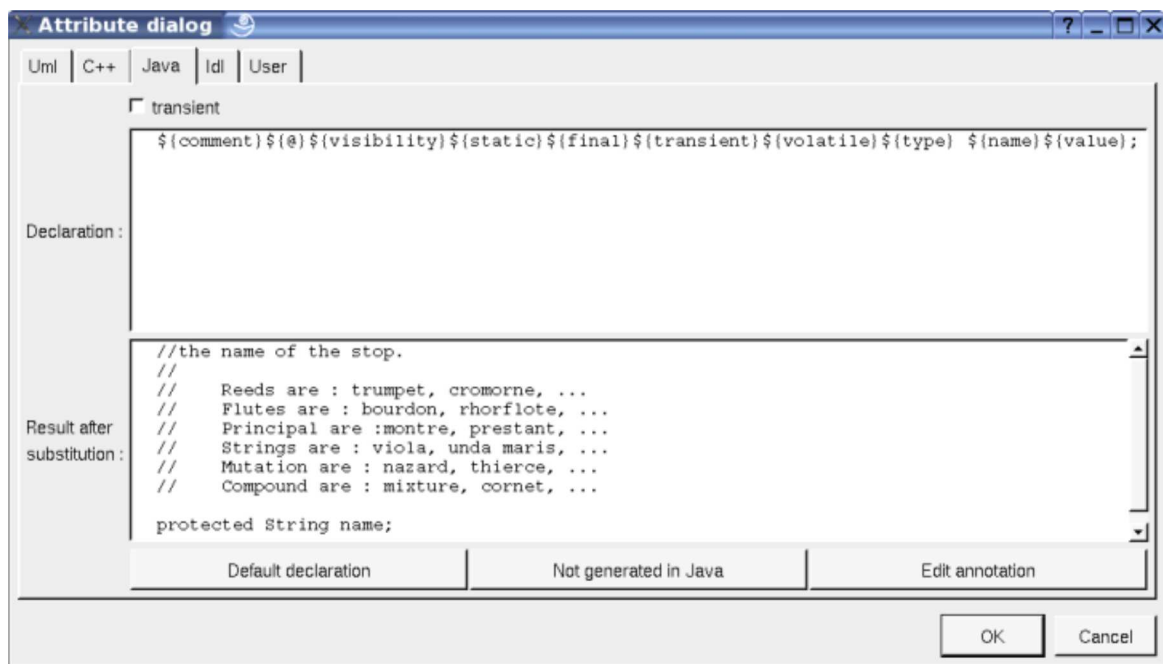 Attribute dialog
?
Uml C++ Java Idl User
transient
Declaration :
${comment}${@}${visibility}${static}${final}${transient}${volatile}${type} ${name}${value};
Result after
substitution :
//the name of the stop.
//
//     Reeds are : trumpet, cromorne, ...
//     Flutes are : bourdon, rhorflote, ...
//     Principal are :montre, prestant, ...
//     Strings are : viola, unda maris, ...
//     Mutation are : nazard, thierce, ...
//     Compound are : mixture, cornet, ...
protected String name;
Default declaration Not generated in Java Edit annotation
OK Cancel